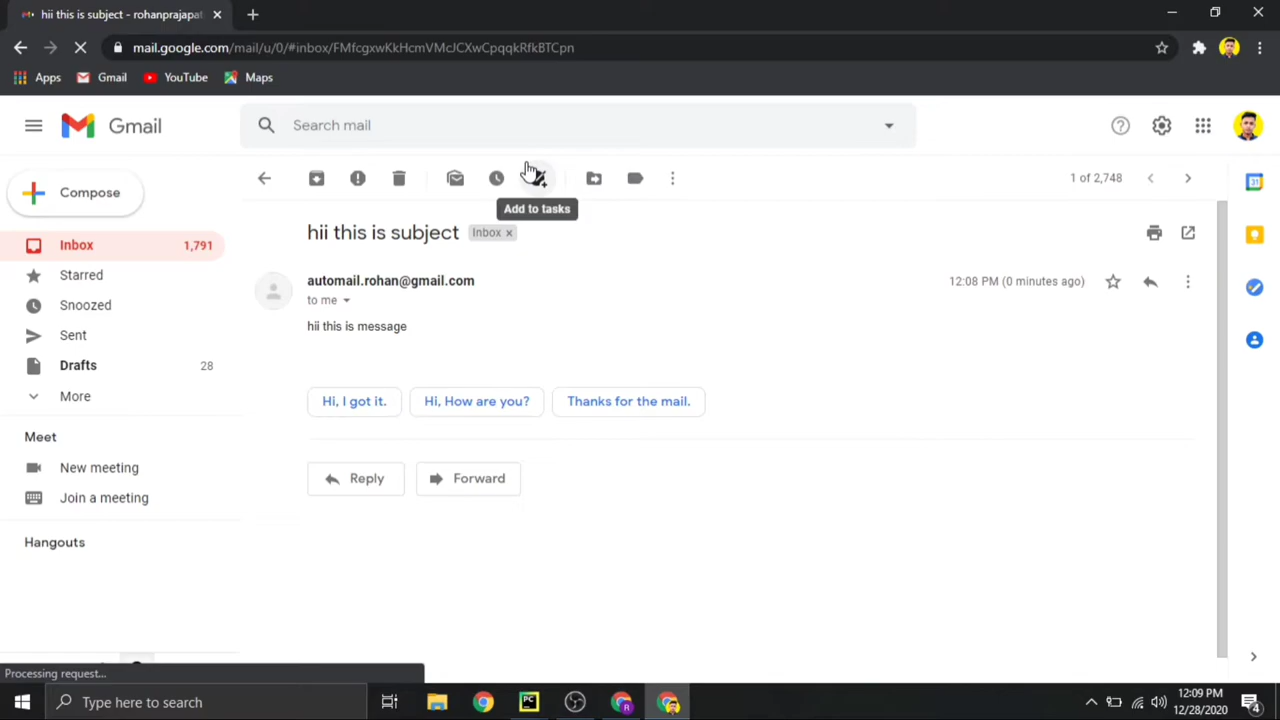 hii this is subject - rohanprajapat
mail.google.com/mail/u/0/#inbox/FMfcgxwKkHcmVMcJCXwCpqqkRfkBTCpn
Apps Gmail YouTube Maps
Gmail
Search mail
Compose
1 of 2,748
Add to tasks
Inbox 1,791
hii this is subject Inbox ×
Starred
automail.rohan@gmail.com 12:08 PM (0 minutes ago)
Snoozed
to me
Sent
hii this is message
Drafts 28
More
Hi, I got it. Hi, How are you? Thanks for the mail.
Meet
New meeting
Reply Forward
Join a meeting
Hangouts
Processing request...
Type here to search
PC
12:09 PM
12/28/2020
4